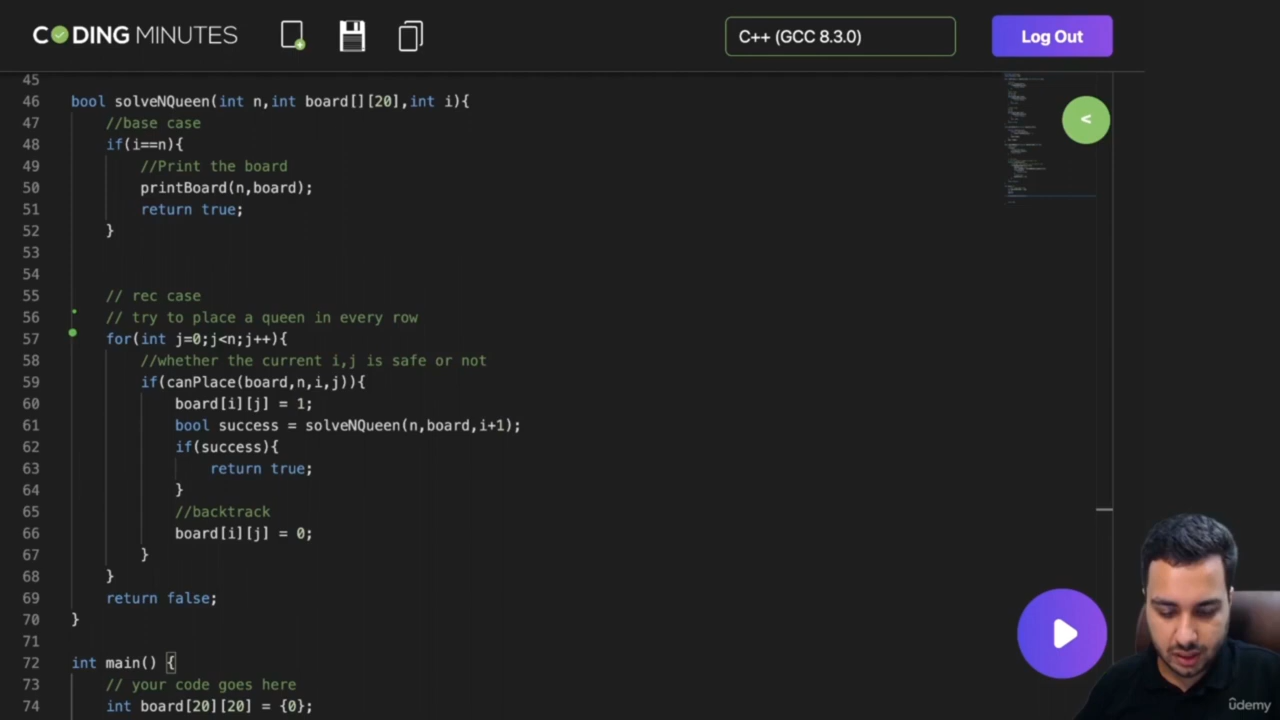 CODING MINUTES
C++ (GCC 8.3.0)
Log Out
<
45
46 bool solveNQueen(int n,int board[][20],int i){
47 //base case
48 if(i==n){
49 //Print the board
50 printBoard(n,board);
51 return true;
52 }
53
54
55 // rec case
56 // try to place a queen in every row
57 for(int j=0;j<n;j++){
58 //whether the current i,j is safe or not
59 if(canPlace(board,n,i,j)){
60 board[i][j] = 1;
61 bool success = solveNQueen(n,board,i+1);
62 if(success){
63 return true;
64 }
65 //backtrack
66 board[i][j] = 0;
67 }
68 }
69 return false;
70 }
71
72 int main() {
73 // your code goes here
74 int board[20][20] = {0};
ûdemy